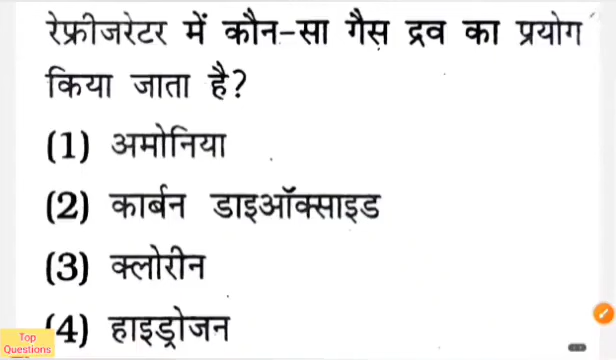 रेफ्रीजरेटर में कौन-सा गैस द्रव का प्रयोग
किया जाता है?
(1) अमोनिया
(2) कार्बन डाइऑक्साइड
(3) क्लोरीन
(4) हाइड्रोजन
Top
Questions